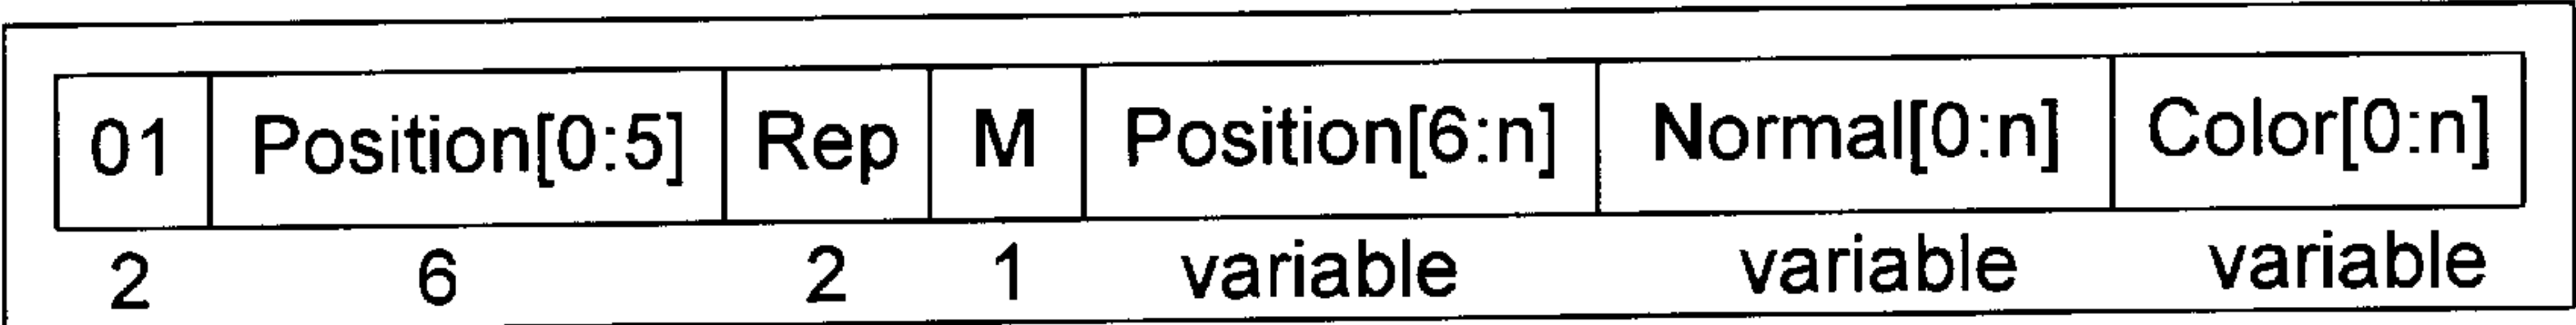 01 Position[0:5] Rep M Position[6:n] Normal[0:n] Color[0:n]
2 6 2 1 variable variable variable